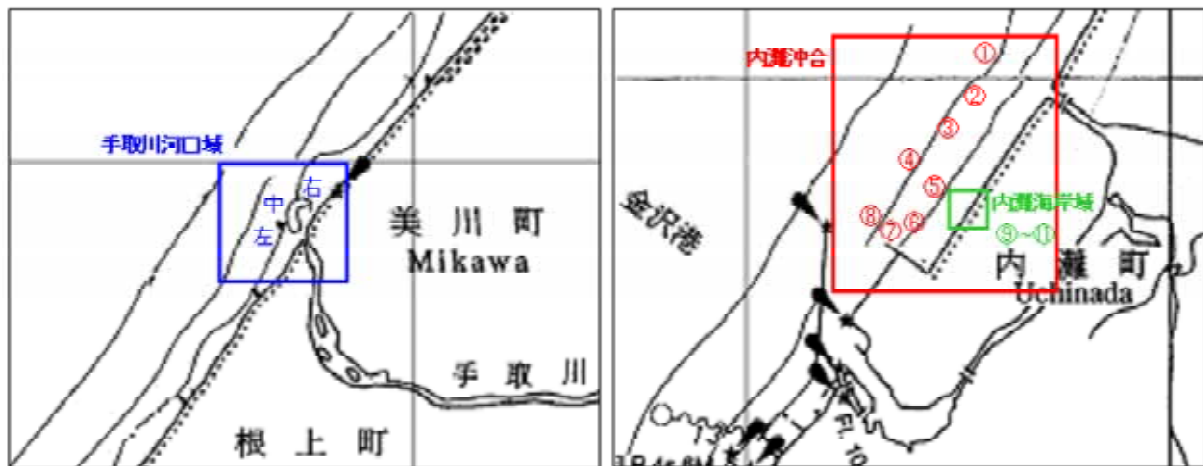 手取川河口域
右
中
左
美川町
Mikawa
手取川
根上町
内灘沖合
①
②
③
④
⑤
⑥
⑦
⑧
内灘海岸域
⑨~⑪
金沢港
内灘町
Uchinada
Fl. 10